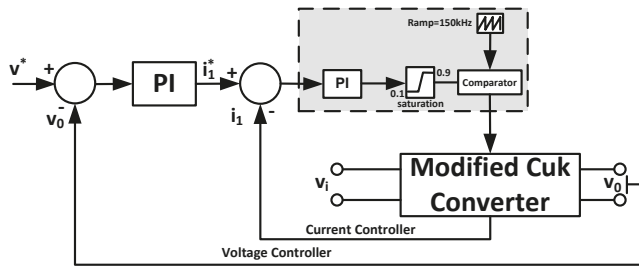 Ramp=150kHz
v* + PI i₁* + PI 0.9 Comparator
0.1
saturation
-
v₀
i₁ -
vᵢ Modified Cuk v₀
Converter
Current Controller
Voltage Controller